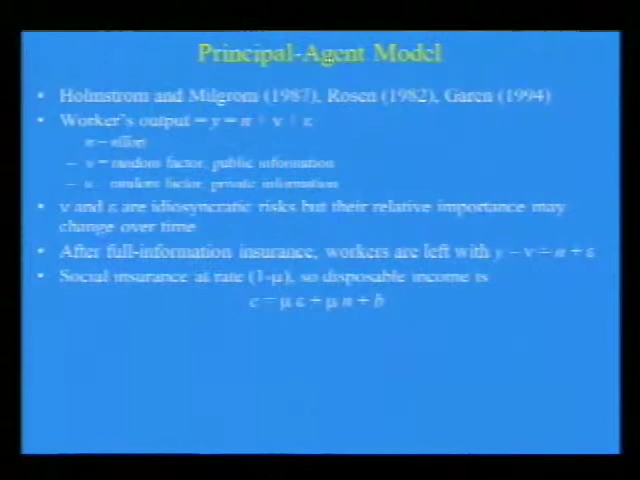 Principal-Agent Model
• Holmstrom and Milgrom (1987), Rosen (1982), Garen (1994)
• Worker's output = y = n + ν + ε
n = effort
– ν = random factor, public information
– ε = random factor, private information
• ν and ε are idiosyncratic risks but their relative importance may
change over time
• After full-information insurance, workers are left with y – ν = n + ε
• Social insurance at rate (1-μ), so disposable income is
c = μ ε + μ n + b